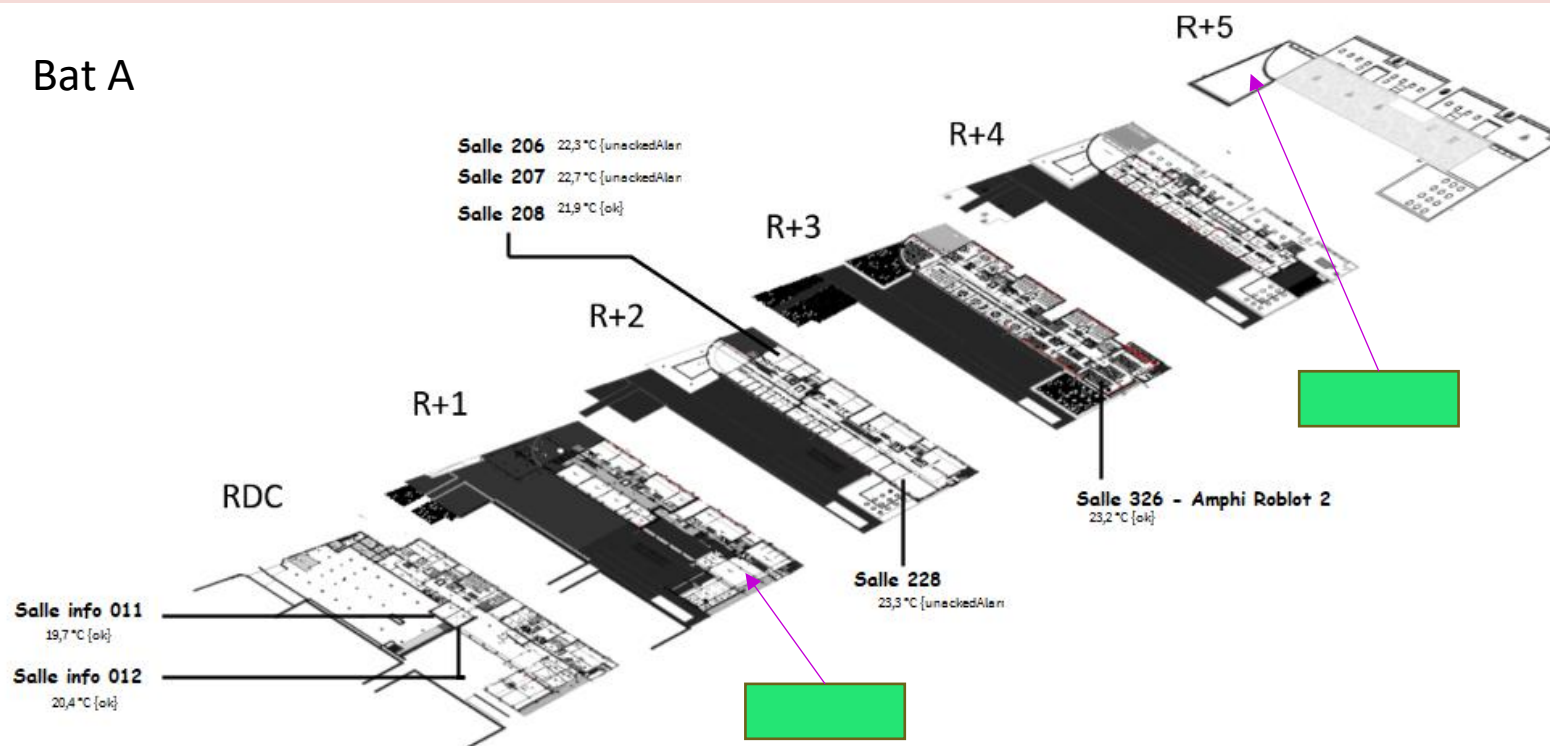 Bat A
R+5
R+4
Salle 206 22,3 °C {unackedAlar
Salle 207 22,7 °C {unackedAlar
Salle 208 21,9 °C {ok}
R+3
R+2
R+1
RDC
Salle 326 - Amphi Roblot 2
23,2 °C {ok}
Salle 228
23,3 °C {unackedAlar
Salle info 011
19,7 °C {ok}
Salle info 012
20,4 °C {ok}